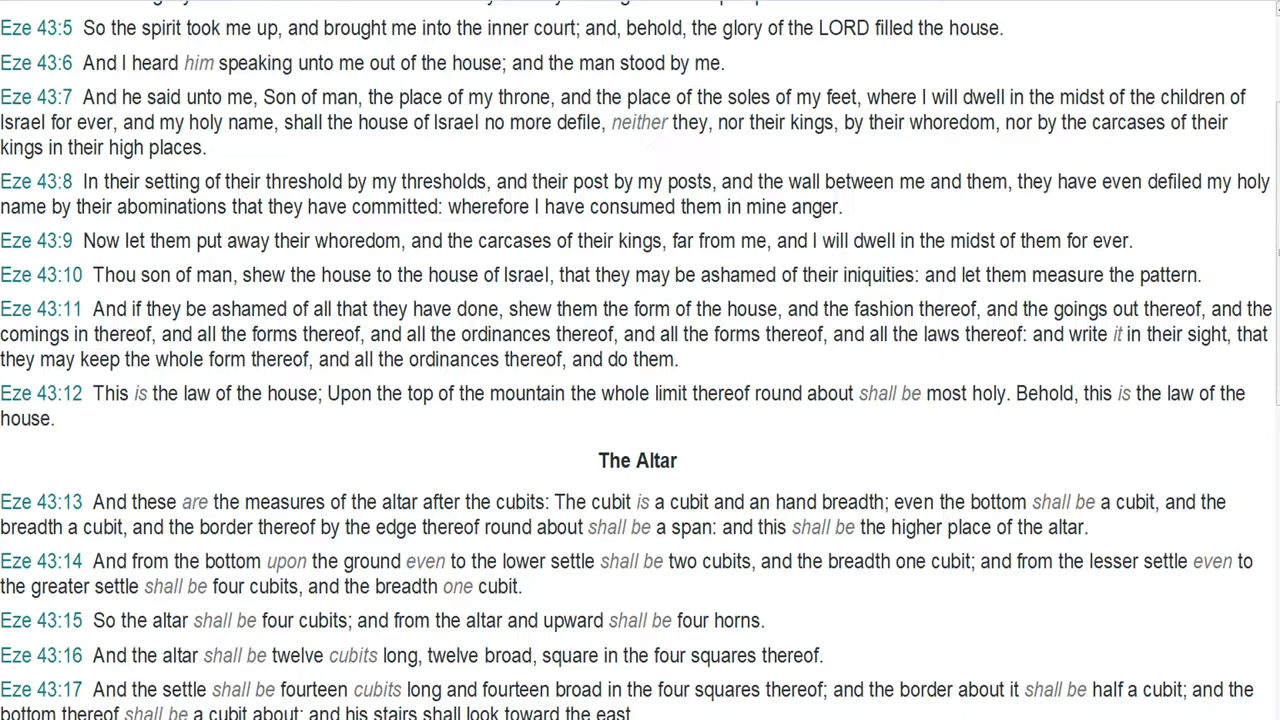 Eze 43:5 So the spirit took me up, and brought me into the inner court; and, behold, the glory of the LORD filled the house.
Eze 43:6 And I heard him speaking unto me out of the house; and the man stood by me.
Eze 43:7 And he said unto me, Son of man, the place of my throne, and the place of the soles of my feet, where I will dwell in the midst of the children of
Israel for ever, and my holy name, shall the house of Israel no more defile, neither they, nor their kings, by their whoredom, nor by the carcases of their
kings in their high places.
Eze 43:8 In their setting of their threshold by my thresholds, and their post by my posts, and the wall between me and them, they have even defiled my holy
name by their abominations that they have committed: wherefore I have consumed them in mine anger.
Eze 43:9 Now let them put away their whoredom, and the carcases of their kings, far from me, and I will dwell in the midst of them for ever.
Eze 43:10 Thou son of man, shew the house to the house of Israel, that they may be ashamed of their iniquities: and let them measure the pattern.
Eze 43:11 And if they be ashamed of all that they have done, shew them the form of the house, and the fashion thereof, and the goings out thereof, and the
comings in thereof, and all the forms thereof, and all the ordinances thereof, and all the forms thereof, and all the laws thereof: and write it in their sight, that
they may keep the whole form thereof, and all the ordinances thereof, and do them.
Eze 43:12 This is the law of the house; Upon the top of the mountain the whole limit thereof round about shall be most holy. Behold, this is the law of the
house.
The Altar
Eze 43:13 And these are the measures of the altar after the cubits: The cubit is a cubit and an hand breadth; even the bottom shall be a cubit, and the
breadth a cubit, and the border thereof by the edge thereof round about shall be a span: and this shall be the higher place of the altar.
Eze 43:14 And from the bottom upon the ground even to the lower settle shall be two cubits, and the breadth one cubit; and from the lesser settle even to
the greater settle shall be four cubits, and the breadth one cubit.
Eze 43:15 So the altar shall be four cubits; and from the altar and upward shall be four horns.
Eze 43:16 And the altar shall be twelve cubits long, twelve broad, square in the four squares thereof.
Eze 43:17 And the settle shall be fourteen cubits long and fourteen broad in the four squares thereof; and the border about it shall be half a cubit; and the
bottom thereof shall be a cubit about; and his stairs shall look toward the east